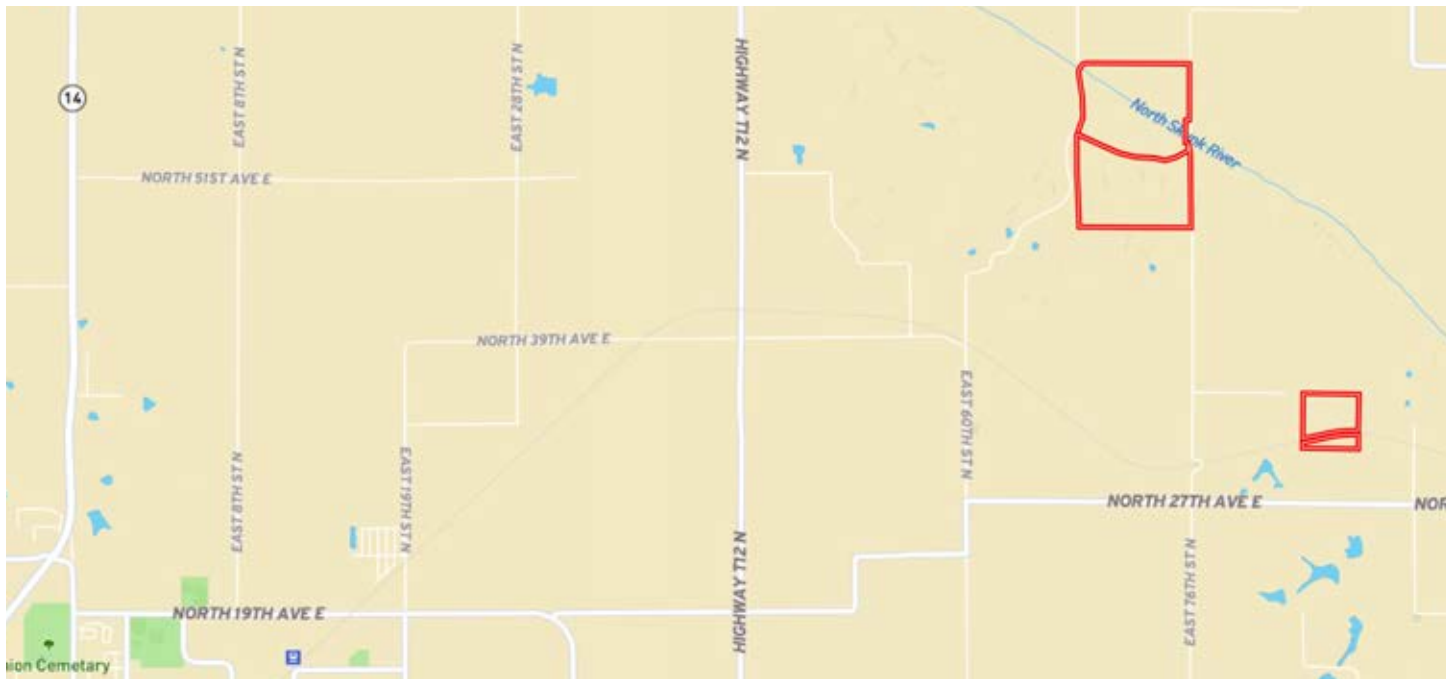 14
EAST 8TH ST N
EAST 28TH ST N
HIGHWAY T12 N
North Skunk River
NORTH 51ST AVE E
NORTH 39TH AVE E
EAST 60TH ST N
EAST 8TH ST N
EAST 19TH ST N
NORTH 27TH AVE E
NOR
HIGHWAY T12 N
EAST 76TH ST N
NORTH 19TH AVE E
nion Cemetary